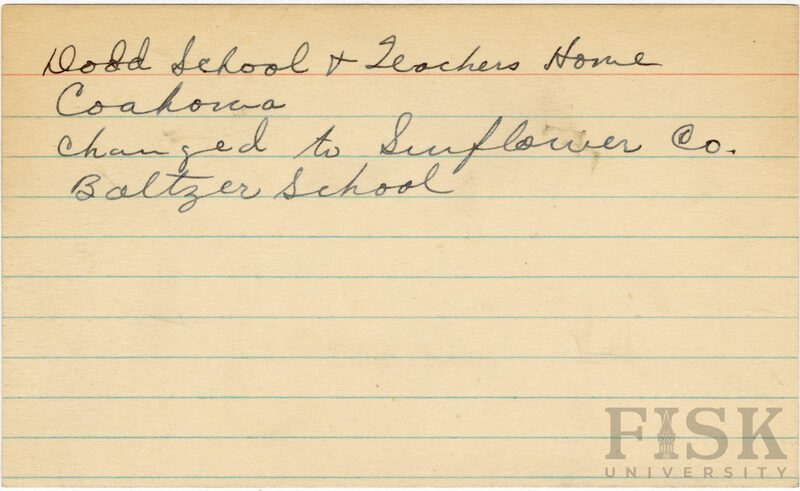 Dodd School & Teachers Home
Coahoma
changed to Sunflower Co.
Baltzer School
FISK
UNIVERSITY